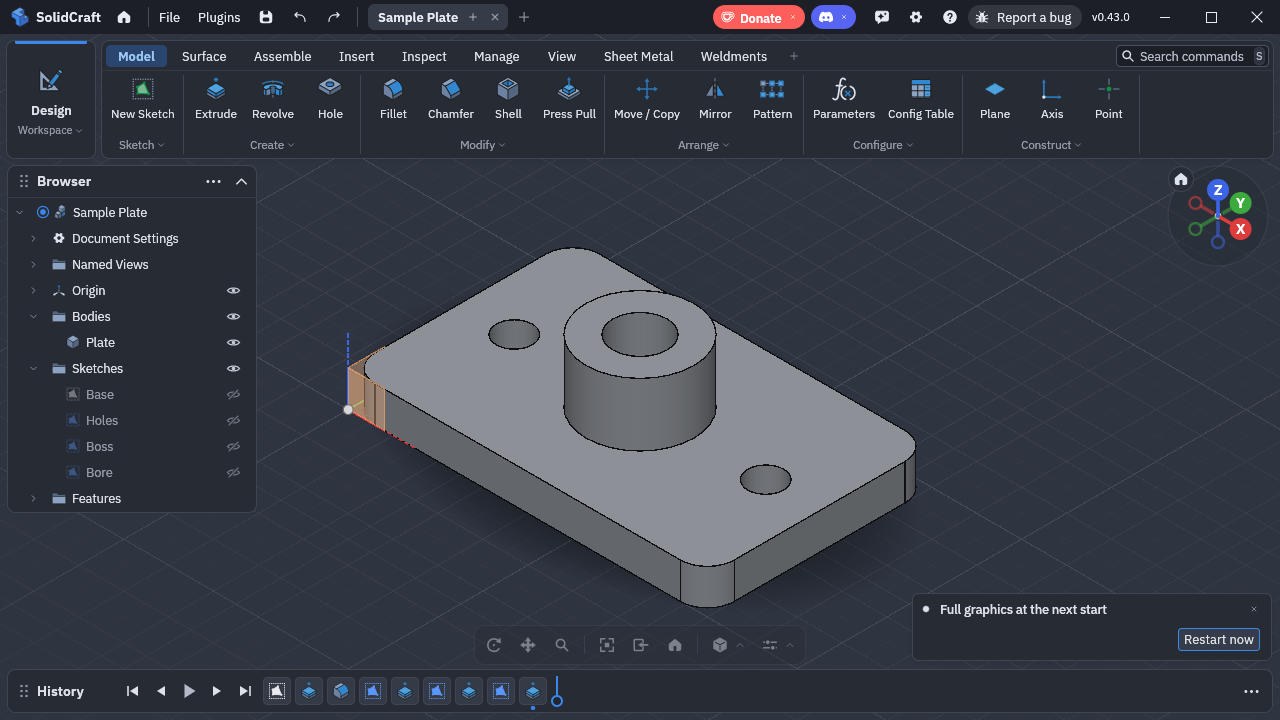 SolidCraft
File
Plugins
Sample Plate
Donate
Report a bug
v0.43.0
Design
Workspace
Model
Surface
Assemble
Insert
Inspect
Manage
View
Sheet Metal
Weldments
Search commands
S
New Sketch
Extrude
Revolve
Hole
Fillet
Chamfer
Shell
Press Pull
Move / Copy
Mirror
Pattern
Parameters
Config Table
Plane
Axis
Point
Sketch
Create
Modify
Arrange
Configure
Construct
Browser
Sample Plate
Document Settings
Named Views
Origin
Bodies
Plate
Sketches
Base
Holes
Boss
Bore
Features
Z
Y
X
Full graphics at the next start
Restart now
History